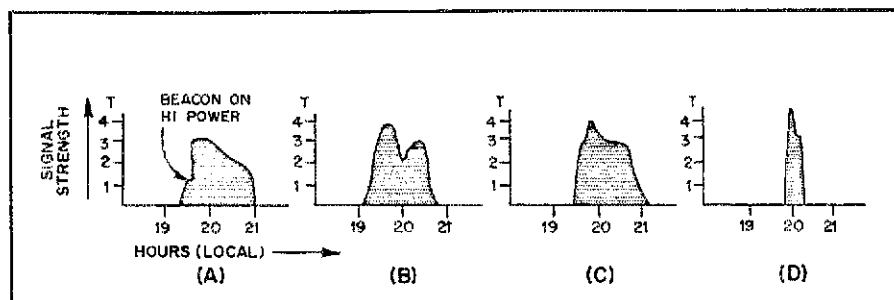 BEACON ON
HI POWER
SIGNAL
STRENGTH
T
4
3
2
1
19 20 21
HOURS (LOCAL)
(A)
T
4
3
2
1
19 20 21
(B)
T
4
3
2
1
19 20 21
(C)
T
4
3
2
1
19 20 21
(D)